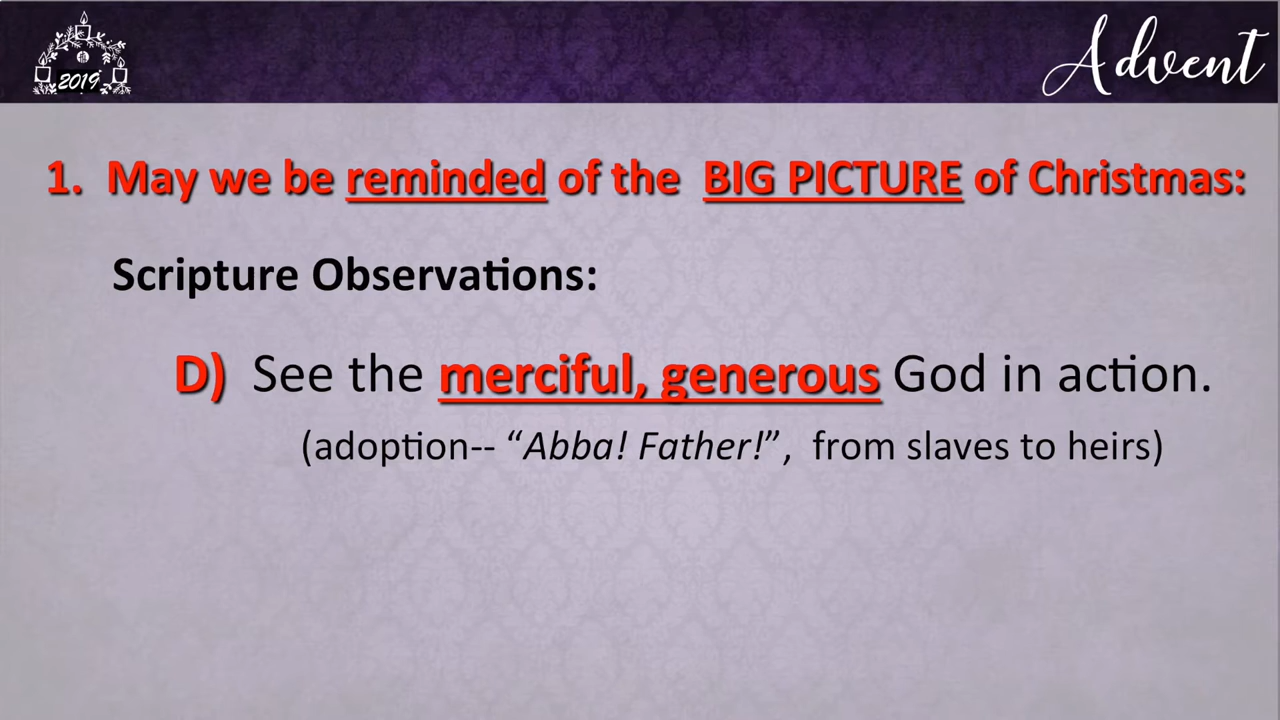 2019
Advent
1. May we be reminded of the BIG PICTURE of Christmas:
Scripture Observations:
D) See the merciful, generous God in action.
(adoption-- “Abba! Father!”, from slaves to heirs)